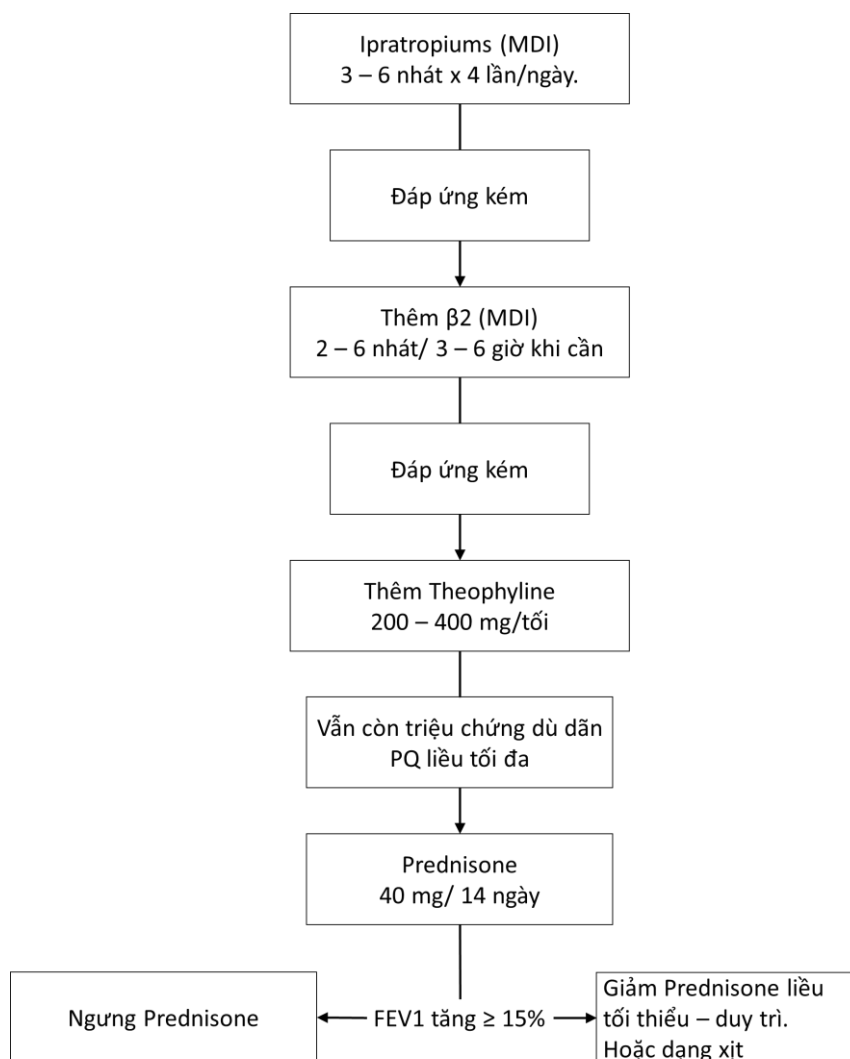 Ipratropiums (MDI)
3 – 6 nhát x 4 lần/ngày.
Đáp ứng kém
Thêm β2 (MDI)
2 – 6 nhát/ 3 – 6 giờ khi cần
Đáp ứng kém
Thêm Theophyline
200 – 400 mg/tối
Vẫn còn triệu chứng dù dãn
PQ liều tối đa
Prednisone
40 mg/ 14 ngày
Ngưng Prednisone
FEV1 tăng ≥ 15%
Giảm Prednisone liều
tối thiểu – duy trì.
Hoặc dạng xịt